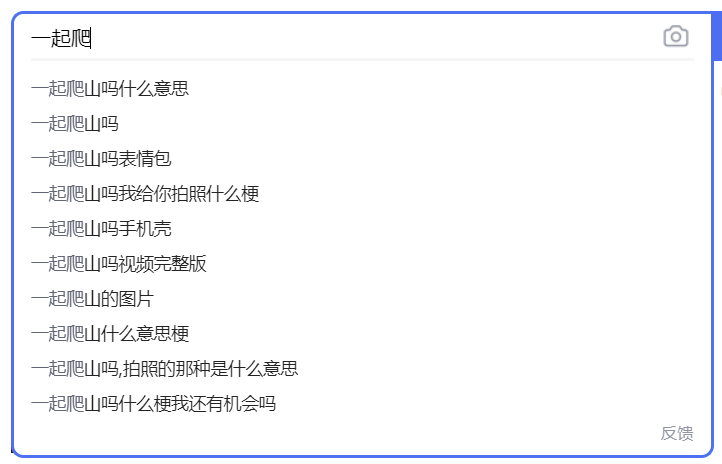 一起爬
一起爬山吗什么意思
一起爬山吗
一起爬山吗表情包
一起爬山吗我给你拍照什么梗
一起爬山吗手机壳
一起爬山吗视频完整版
一起爬山的图片
一起爬山什么意思梗
一起爬山吗,拍照的那种是什么意思
一起爬山吗什么梗我还有机会吗
反馈